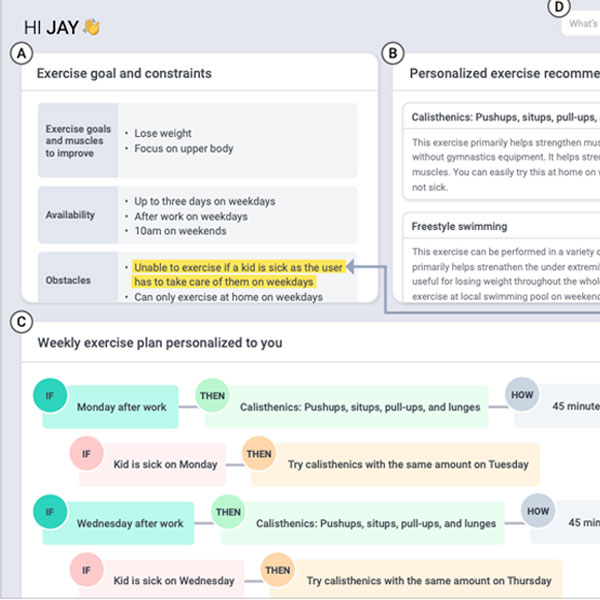 HI JAY 👋
D
What's
A
Exercise goal and constraints
Exercise goals
and muscles
to improve
• Lose weight
• Focus on upper body
Availability
• Up to three days on weekdays
• After work on weekdays
• 10am on weekends
Obstacles
• Unable to exercise if a kid is sick as the user
has to take care of them on weekdays
• Can only exercise at home on weekdays
B
Personalized exercise recomme
Calisthenics: Pushups, situps, pull-ups,
This exercise primarily helps strengthen mus
without gymnastics equipment. It helps stre
muscles. You can easily try this at home on
not sick.
Freestyle swimming
This exercise can be performed in a variety o
primarily helps strenathen the under extremi
useful for losing weight throughout the whol
exercise at local swimming pool on weeken
C
Weekly exercise plan personalized to you
IF Monday after work THEN Calisthenics: Pushups, situps, pull-ups, and lunges HOW 45 minute
IF Kid is sick on Monday THEN Try calisthenics with the same amount on Tuesday
IF Wednesday after work THEN Calisthenics: Pushups, situps, pull-ups, and lunges HOW 45 min
IF Kid is sick on Wednesday THEN Try calisthenics with the same amount on Thursday